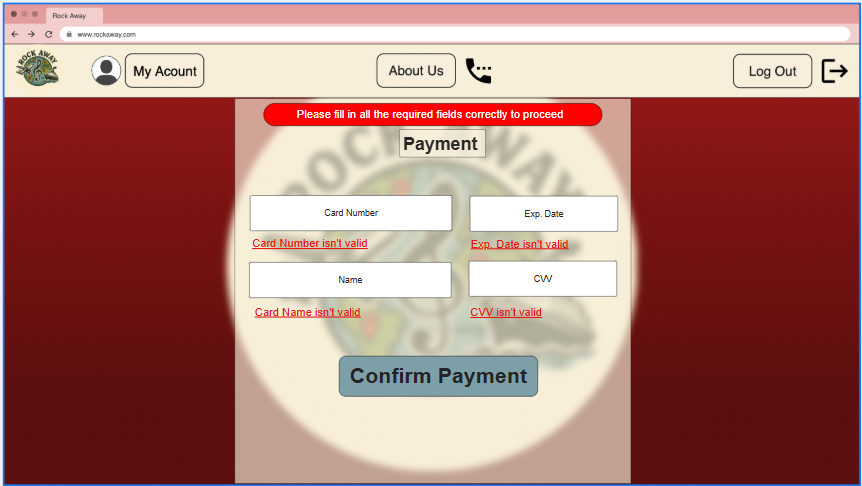 Rock Away
www.rockaway.com
ROCK AWAY
My Acount
About Us
Log Out
Please fill in all the required fields correctly to proceed
Payment
ROCK AWAY
Card Number
Exp. Date
Card Number isn't valid
Exp. Date isn't valid
Name
CVV
Card Name isn't valid
CVV isn't valid
Confirm Payment